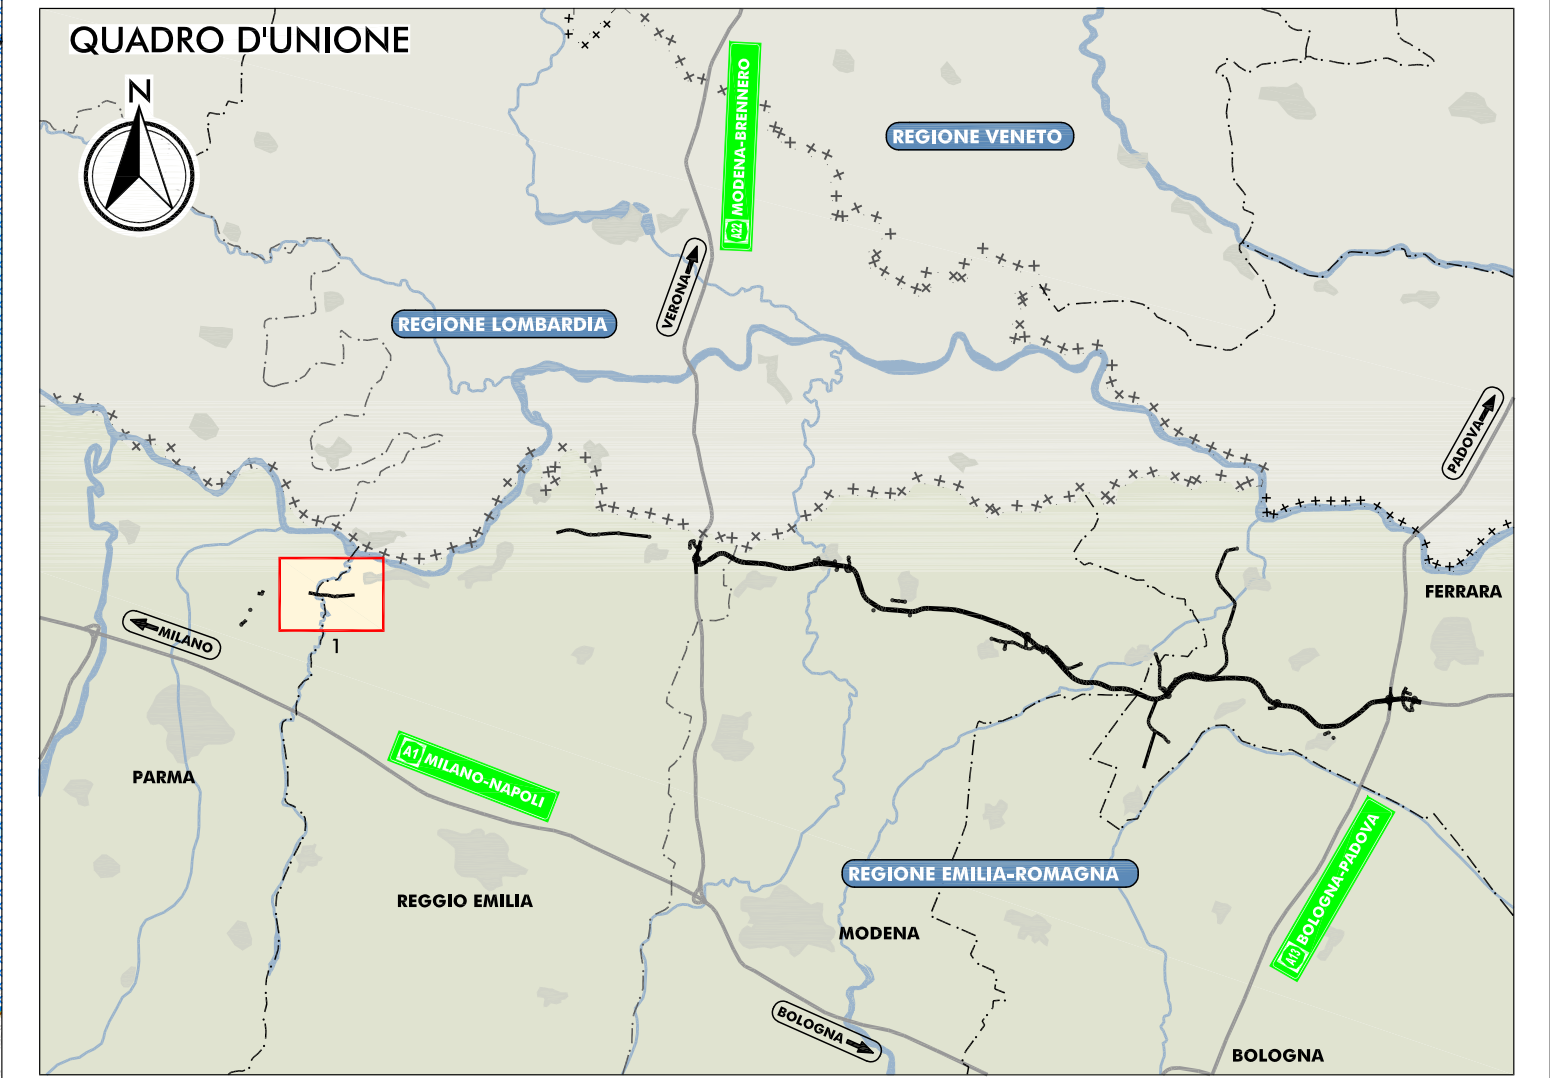 QUADRO D'UNIONE
N
A22 MODENA-BRENNERO
REGIONE VENETO
VERONA
REGIONE LOMBARDIA
PADOVA
FERRARA
MILANO
1
PARMA
A1 MILANO-NAPOLI
REGGIO EMILIA
REGIONE EMILIA-ROMAGNA
A13 BOLOGNA-PADOVA
MODENA
BOLOGNA
BOLOGNA